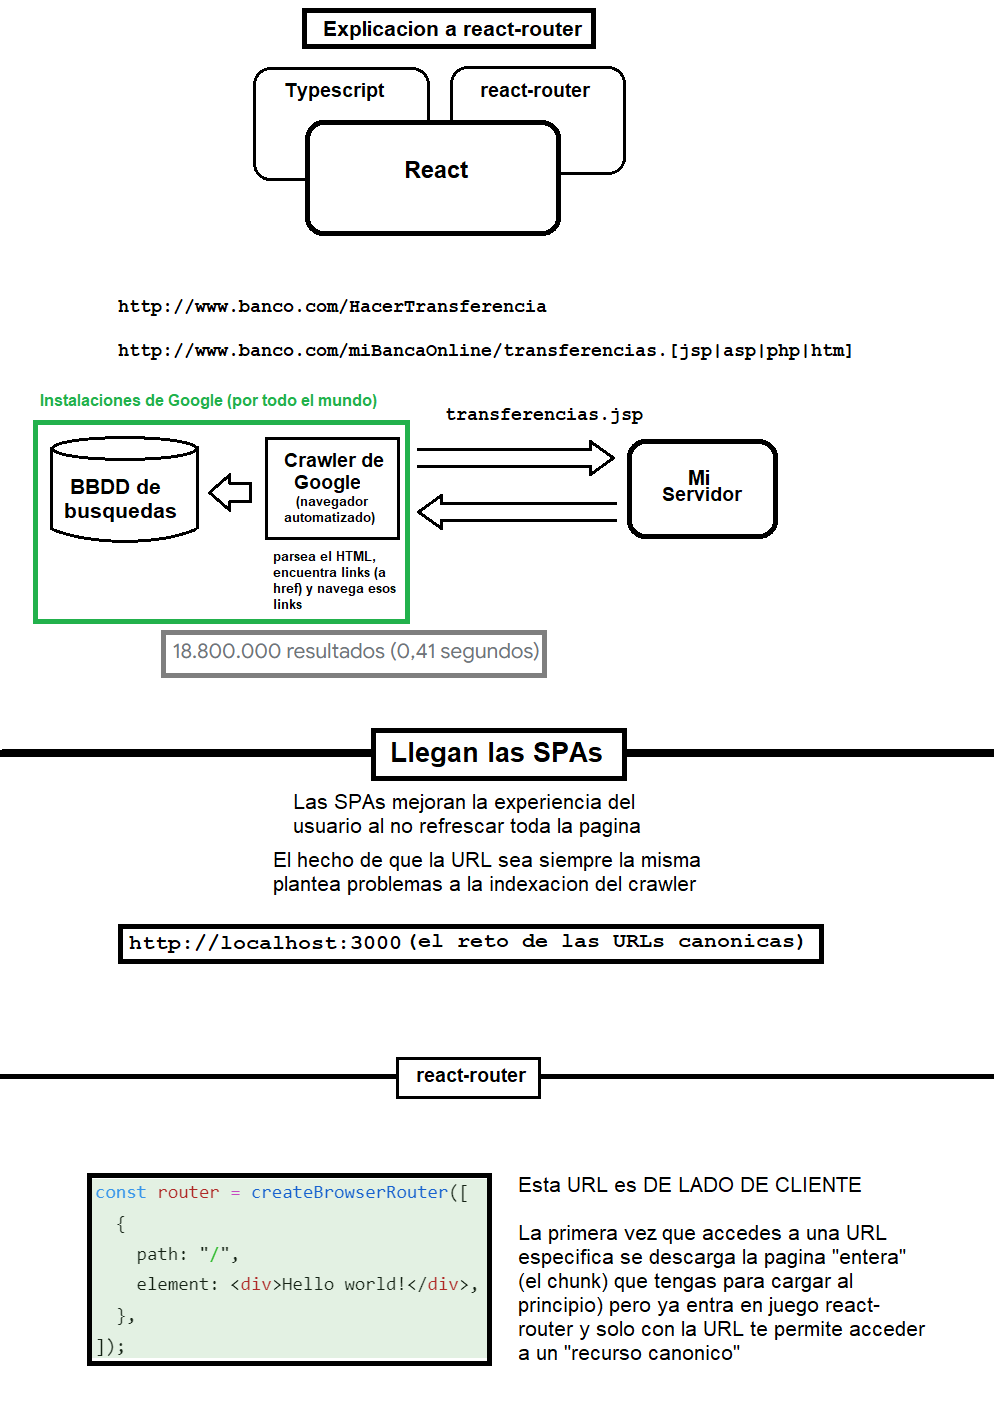 Explicacion a react-router
Typescript
react-router
React
http://www.banco.com/HacerTransferencia
http://www.banco.com/miBancaOnline/transferencias.[jsp|asp|php|htm]
Instalaciones de Google (por todo el mundo)
transferencias.jsp
BBDD de
busquedas
Crawler de
Google
(navegador
automatizado)
parsea el HTML,
encuentra links (a
href) y navega esos
links
Mi
Servidor
18.800.000 resultados (0,41 segundos)
Llegan las SPAs
Las SPAs mejoran la experiencia del
usuario al no refrescar toda la pagina
El hecho de que la URL sea siempre la misma
plantea problemas a la indexacion del crawler
http://localhost:3000 (el reto de las URLs canonicas)
react-router
const router = createBrowserRouter([
  {
    path: "/",
    element: <div>Hello world!</div>,
  },
]);
Esta URL es DE LADO DE CLIENTE
La primera vez que accedes a una URL
especifica se descarga la pagina "entera"
(el chunk) que tengas para cargar al
principio) pero ya entra en juego react-
router y solo con la URL te permite acceder
a un "recurso canonico"